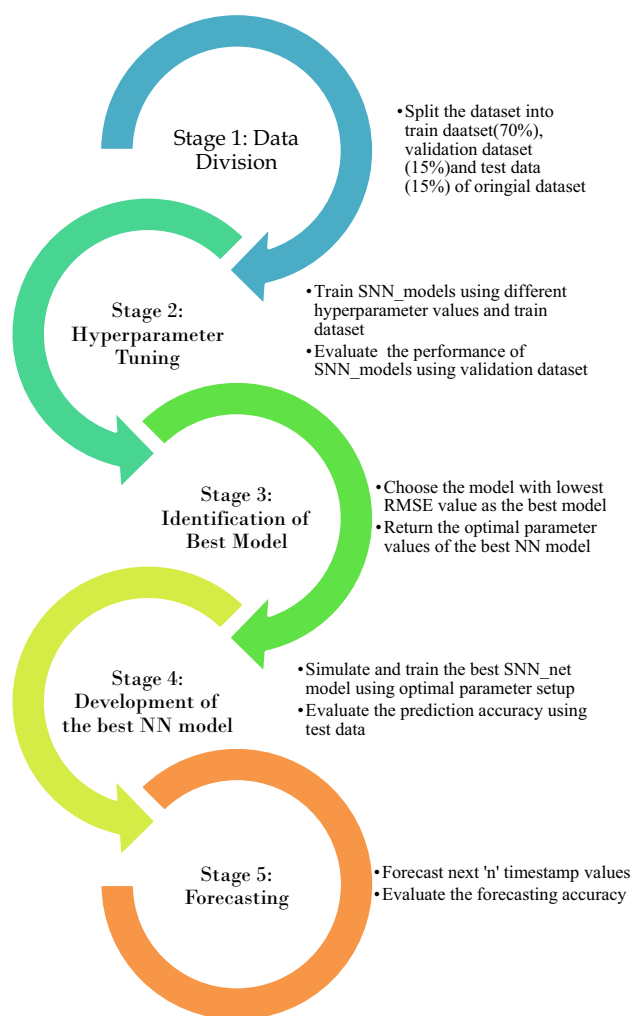 Stage 1: Data
Division
•Split the dataset into
train daatset(70%),
validation dataset
(15%)and test data
(15%) of oringial dataset
Stage 2:
Hyperparameter
Tuning
•Train SNN_models using different
hyperparameter values and train
dataset
•Evaluate the performance of
SNN_models using validation dataset
Stage 3:
Identification of
Best Model
•Choose the model with lowest
RMSE value as the best model
•Return the optimal parameter
values of the best NN model
Stage 4:
Development of
the best NN model
•Simulate and train the best SNN_net
model using optimal parameter setup
•Evaluate the prediction accuracy using
test data
Stage 5:
Forecasting
•Forecast next 'n' timestamp values
•Evaluate the forecasting accuracy